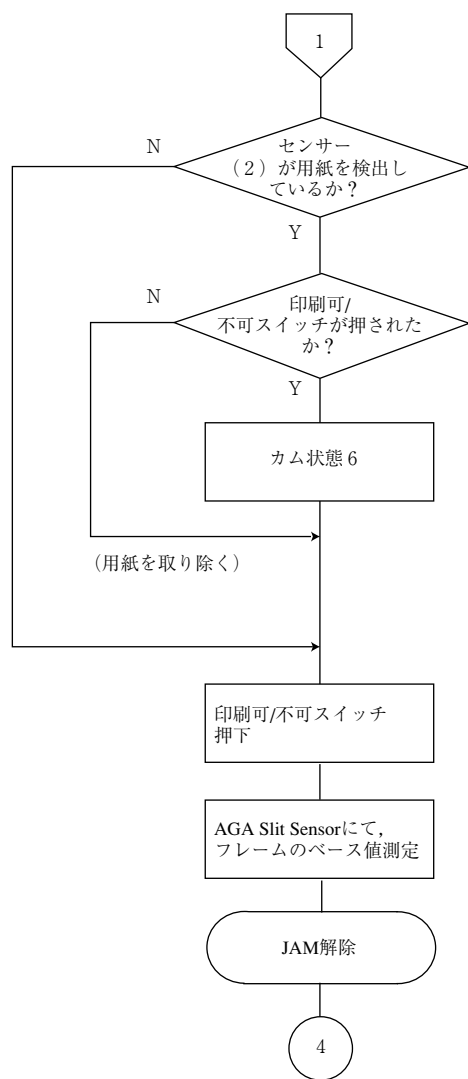 1
センサー
N
(2)が用紙を検出し
ているか?
Y
N
印刷可/
不可スイッチが押された
か?
Y
カム状態6
(用紙を取り除く)
印刷可/不可スイッチ
押下
AGA Slit Sensorにて,
フレームのベース値測定
JAM解除
4